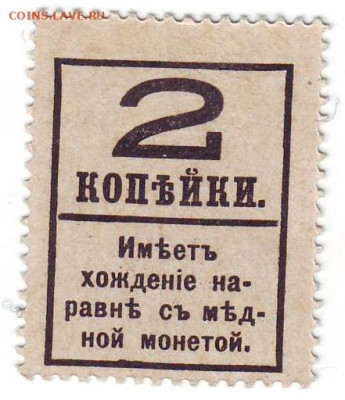 COINS.LAVE.RU
2
КОПѢЙКИ.
Имѣетъ
хожденіе на-
равнѣ съ мѣд-
ной монетой.